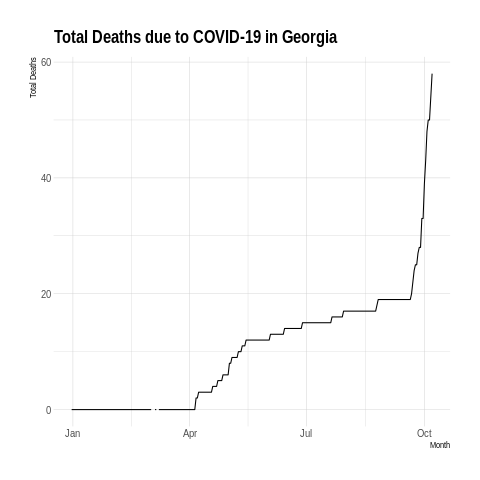 Total Deaths due to COVID-19 in Georgia
Total Deaths
60
40
20
0
Jan
Apr
Jul
Oct
Month